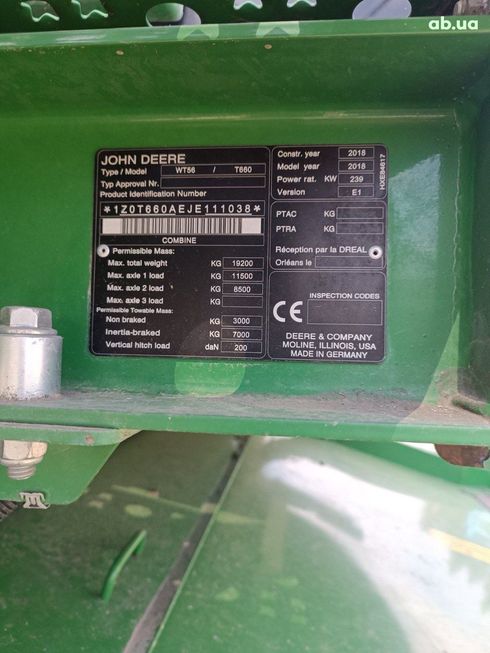 ab.ua
JOHN DEERE
Type / Model WT56 / T660
Typ Approval Nr.
Product Identification Number
*1Z0T660AEJE111038*
COMBINE
Permissible Mass:
Max. total weight KG 19200
Max. axle 1 load KG 11500
Max. axle 2 load KG 8500
Max. axle 3 load KG
Permissible Towable Mass:
Non braked KG 3000
Inertia-braked KG 7000
Vertical hitch load daN 200
Constr. year 2018
Model year 2018
Power rat. KW 239
Version E1
HXE84617
PTAC KG
PTRA KG
Réception par la DREAL
Orléans le
CE
INSPECTION CODES
DEERE & COMPANY
MOLINE, ILLINOIS, USA
MADE IN GERMANY